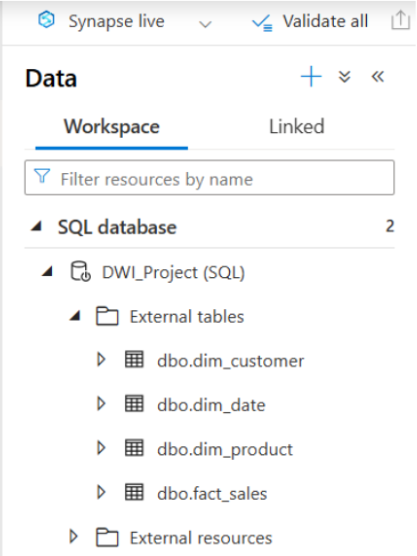 Synapse live Validate all
Data
Workspace Linked
Filter resources by name
SQL database 2
DWI_Project (SQL)
External tables
dbo.dim_customer
dbo.dim_date
dbo.dim_product
dbo.fact_sales
External resources